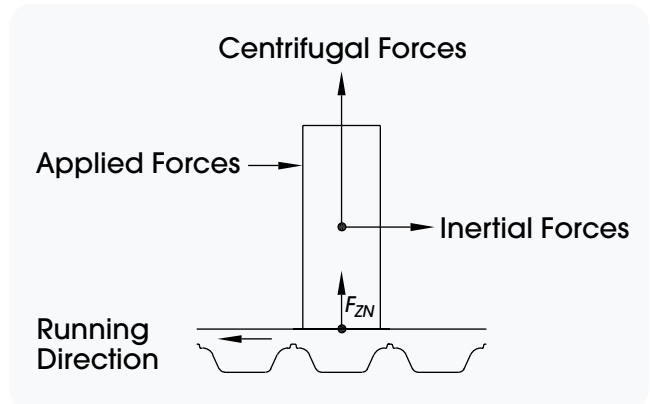 Centrifugal Forces
Applied Forces
Inertial Forces
FZN
Running
Direction